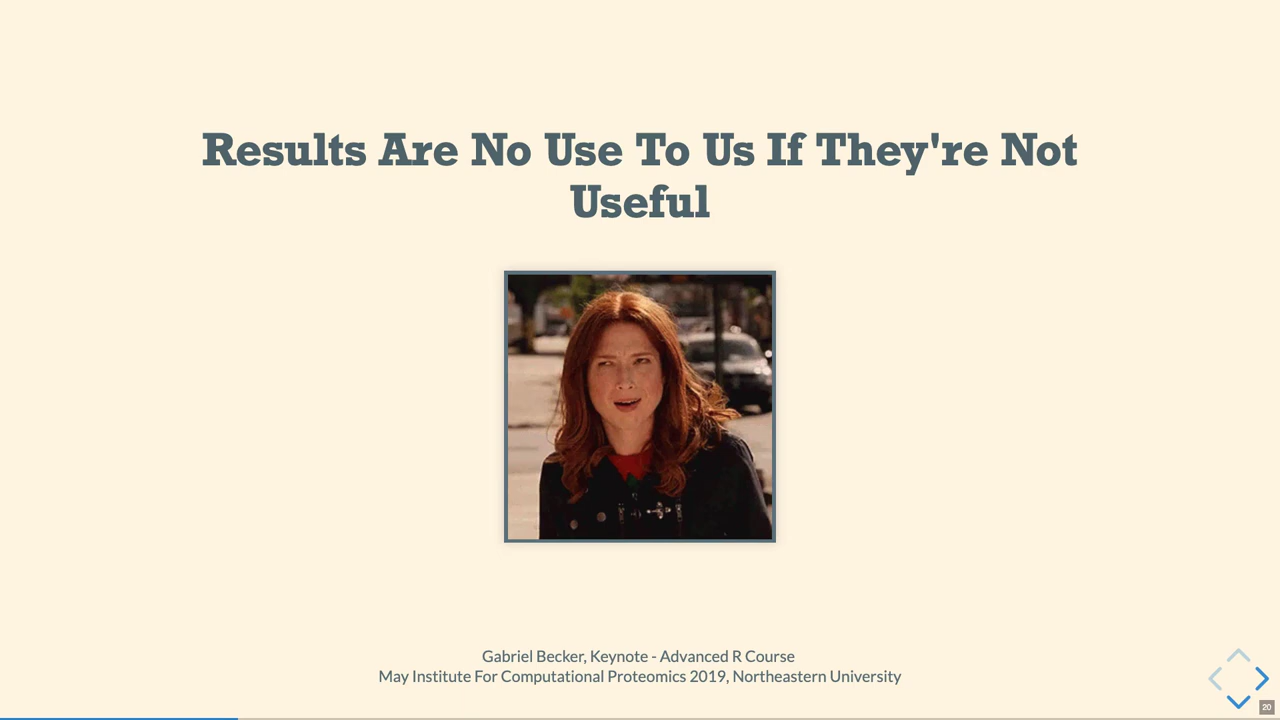 Results Are No Use To Us If They're Not
Useful
Gabriel Becker, Keynote - Advanced R Course
May Institute For Computational Proteomics 2019, Northeastern University
20